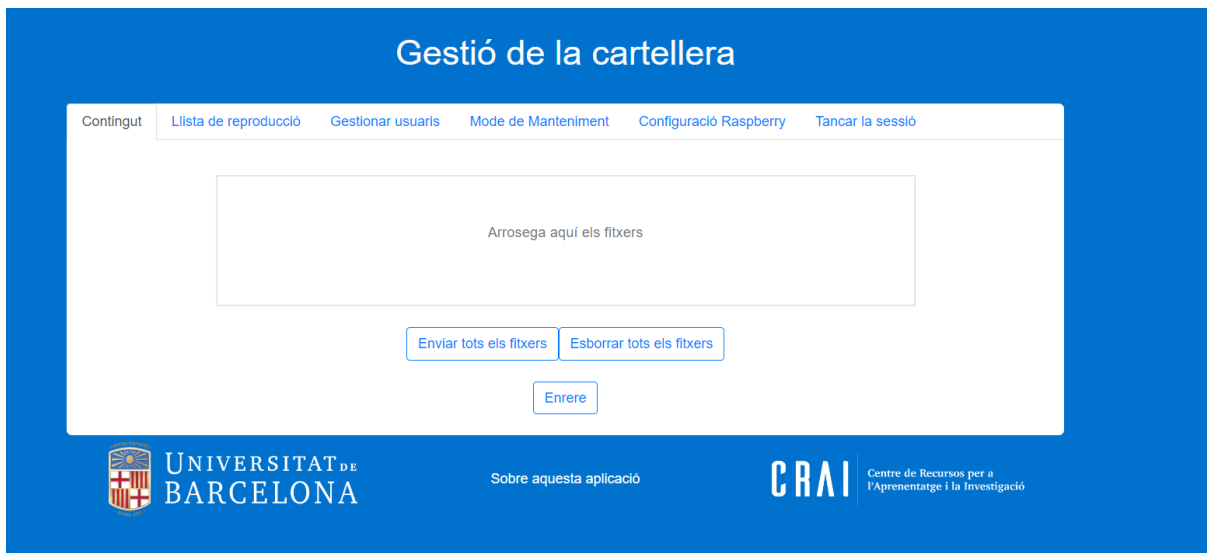 Gestió de la cartellera
Contingut Llista de reproducció Gestionar usuaris Mode de Manteniment Configuració Raspberry Tancar la sessió
Arrosega aquí els fitxers
Enviar tots els fitxers Esborrar tots els fitxers
Enrere
UNIVERSITAT DE
BARCELONA
Sobre aquesta aplicació
CRAI
Centre de Recursos per a
l'Aprenentatge i la Investigació